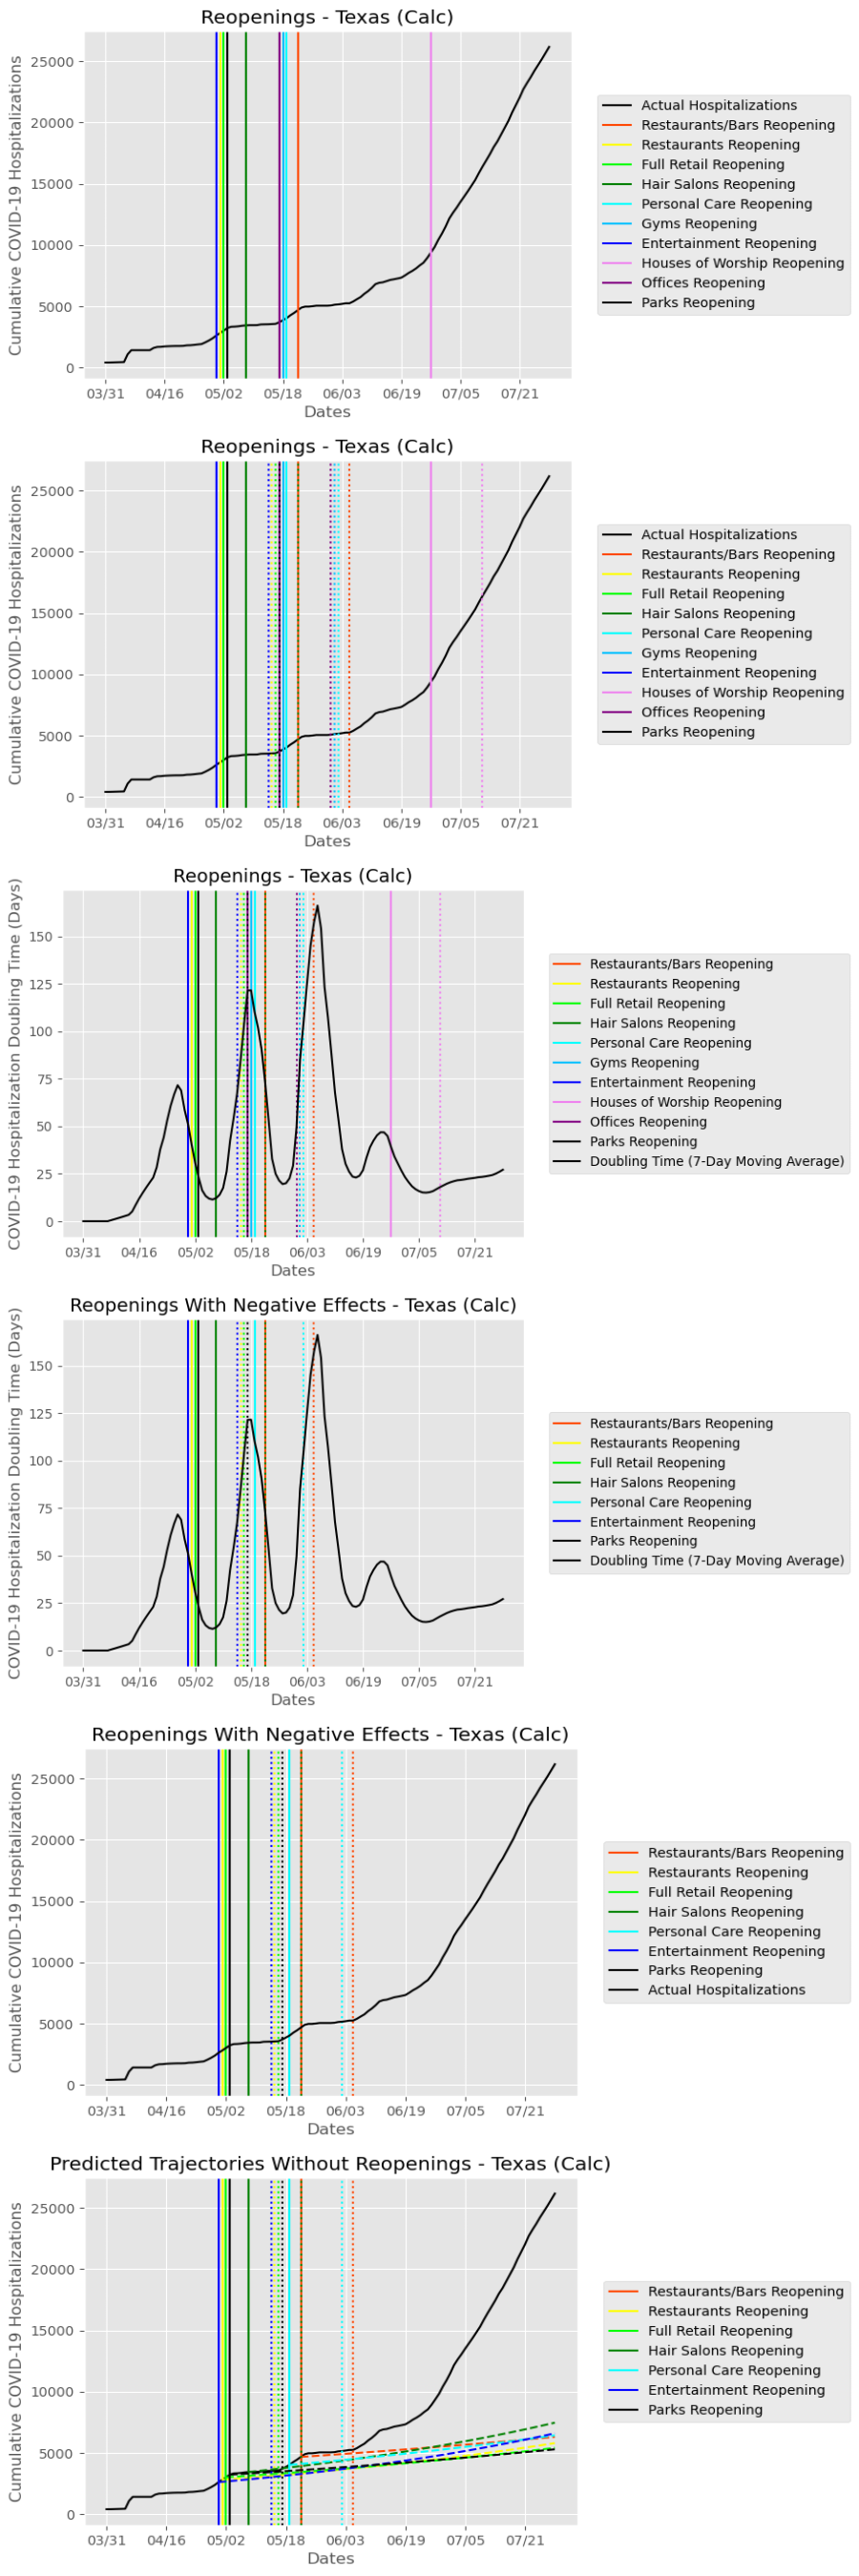 Reopenings - Texas (Calc)
Cumulative COVID-19 Hospitalizations
25000
20000
15000
10000
5000
0
03/31 04/16 05/02 05/18 06/03 06/19 07/05 07/21
Dates
Actual Hospitalizations
Restaurants/Bars Reopening
Restaurants Reopening
Full Retail Reopening
Hair Salons Reopening
Personal Care Reopening
Gyms Reopening
Entertainment Reopening
Houses of Worship Reopening
Offices Reopening
Parks Reopening
Reopenings - Texas (Calc)
Cumulative COVID-19 Hospitalizations
25000
20000
15000
10000
5000
0
03/31 04/16 05/02 05/18 06/03 06/19 07/05 07/21
Dates
Actual Hospitalizations
Restaurants/Bars Reopening
Restaurants Reopening
Full Retail Reopening
Hair Salons Reopening
Personal Care Reopening
Gyms Reopening
Entertainment Reopening
Houses of Worship Reopening
Offices Reopening
Parks Reopening
Reopenings - Texas (Calc)
COVID-19 Hospitalization Doubling Time (Days)
150
125
100
75
50
25
0
03/31 04/16 05/02 05/18 06/03 06/19 07/05 07/21
Dates
Restaurants/Bars Reopening
Restaurants Reopening
Full Retail Reopening
Hair Salons Reopening
Personal Care Reopening
Gyms Reopening
Entertainment Reopening
Houses of Worship Reopening
Offices Reopening
Parks Reopening
Doubling Time (7-Day Moving Average)
Reopenings With Negative Effects - Texas (Calc)
COVID-19 Hospitalization Doubling Time (Days)
150
125
100
75
50
25
0
03/31 04/16 05/02 05/18 06/03 06/19 07/05 07/21
Dates
Restaurants/Bars Reopening
Restaurants Reopening
Full Retail Reopening
Hair Salons Reopening
Personal Care Reopening
Entertainment Reopening
Parks Reopening
Doubling Time (7-Day Moving Average)
Reopenings With Negative Effects - Texas (Calc)
Cumulative COVID-19 Hospitalizations
25000
20000
15000
10000
5000
0
03/31 04/16 05/02 05/18 06/03 06/19 07/05 07/21
Dates
Restaurants/Bars Reopening
Restaurants Reopening
Full Retail Reopening
Hair Salons Reopening
Personal Care Reopening
Entertainment Reopening
Parks Reopening
Actual Hospitalizations
Predicted Trajectories Without Reopenings - Texas (Calc)
Cumulative COVID-19 Hospitalizations
25000
20000
15000
10000
5000
0
03/31 04/16 05/02 05/18 06/03 06/19 07/05 07/21
Dates
Restaurants/Bars Reopening
Restaurants Reopening
Full Retail Reopening
Hair Salons Reopening
Personal Care Reopening
Entertainment Reopening
Parks Reopening